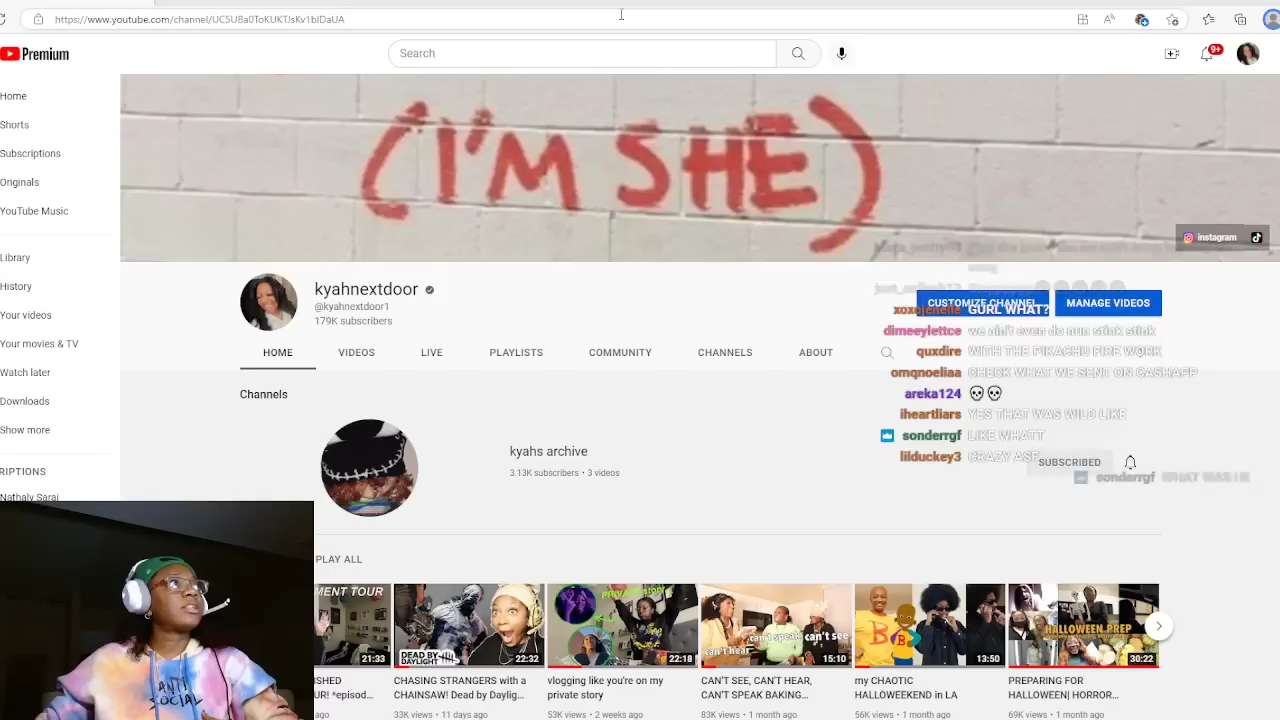 https://www.youtube.com/channel/UC5UBa0ToKUKTJsKv1bIDaUA
Premium
Search
9+
Home
Shorts
Subscriptions
Originals
YouTube Music
Library
History
Your videos
Your movies & TV
Watch later
Downloads
Show more
RIPTIONS
Nathaly Sarai
(I'M SHE)
Instagram
kyahnextdoor
@kyahnextdoor1
179K subscribers
CUSTOMIZE CHANNEL
MANAGE VIDEOS
HOME VIDEOS LIVE PLAYLISTS COMMUNITY CHANNELS ABOUT
GURL WHAT?
dimeeylettce we ain't even do nun stink stink
quxdire WITH THE PIKACHU FIRE WORK
omqnoeliaa CHECK WHAT WE SENT ON CASHAPP
areka124 💀💀
iheartliars YES THAT WAS WILD LIKE
sonderrgf LIKE WHATT
lilduckey3 CRAZY ASF
sonderrgf WHAT WAS
Channels
kyahs archive
3.13K subscribers • 3 videos
SUBSCRIBED
PLAY ALL
MENT TOUR
21:33
DEAD BY DAYLIGHT
22:32
PRIVATE STORY
22:18
can't hear
can't speak
can't see
15:10
B
B
13:50
HALLOWEEN PREP
30:22
SHED
UR! *episod...
ago
CHASING STRANGERS with a
CHAINSAW! Dead by Daylig...
33K views • 11 days ago
vlogging like you're on my
private story
53K views • 2 weeks ago
CAN'T SEE, CAN'T HEAR,
CAN'T SPEAK BAKING...
83K views • 1 month ago
my CHAOTIC
HALLOWEEKEND in LA
56K views • 1 month ago
PREPARING FOR
HALLOWEEN| HORROR...
69K views • 1 month ago
ANTI
SOCIAL